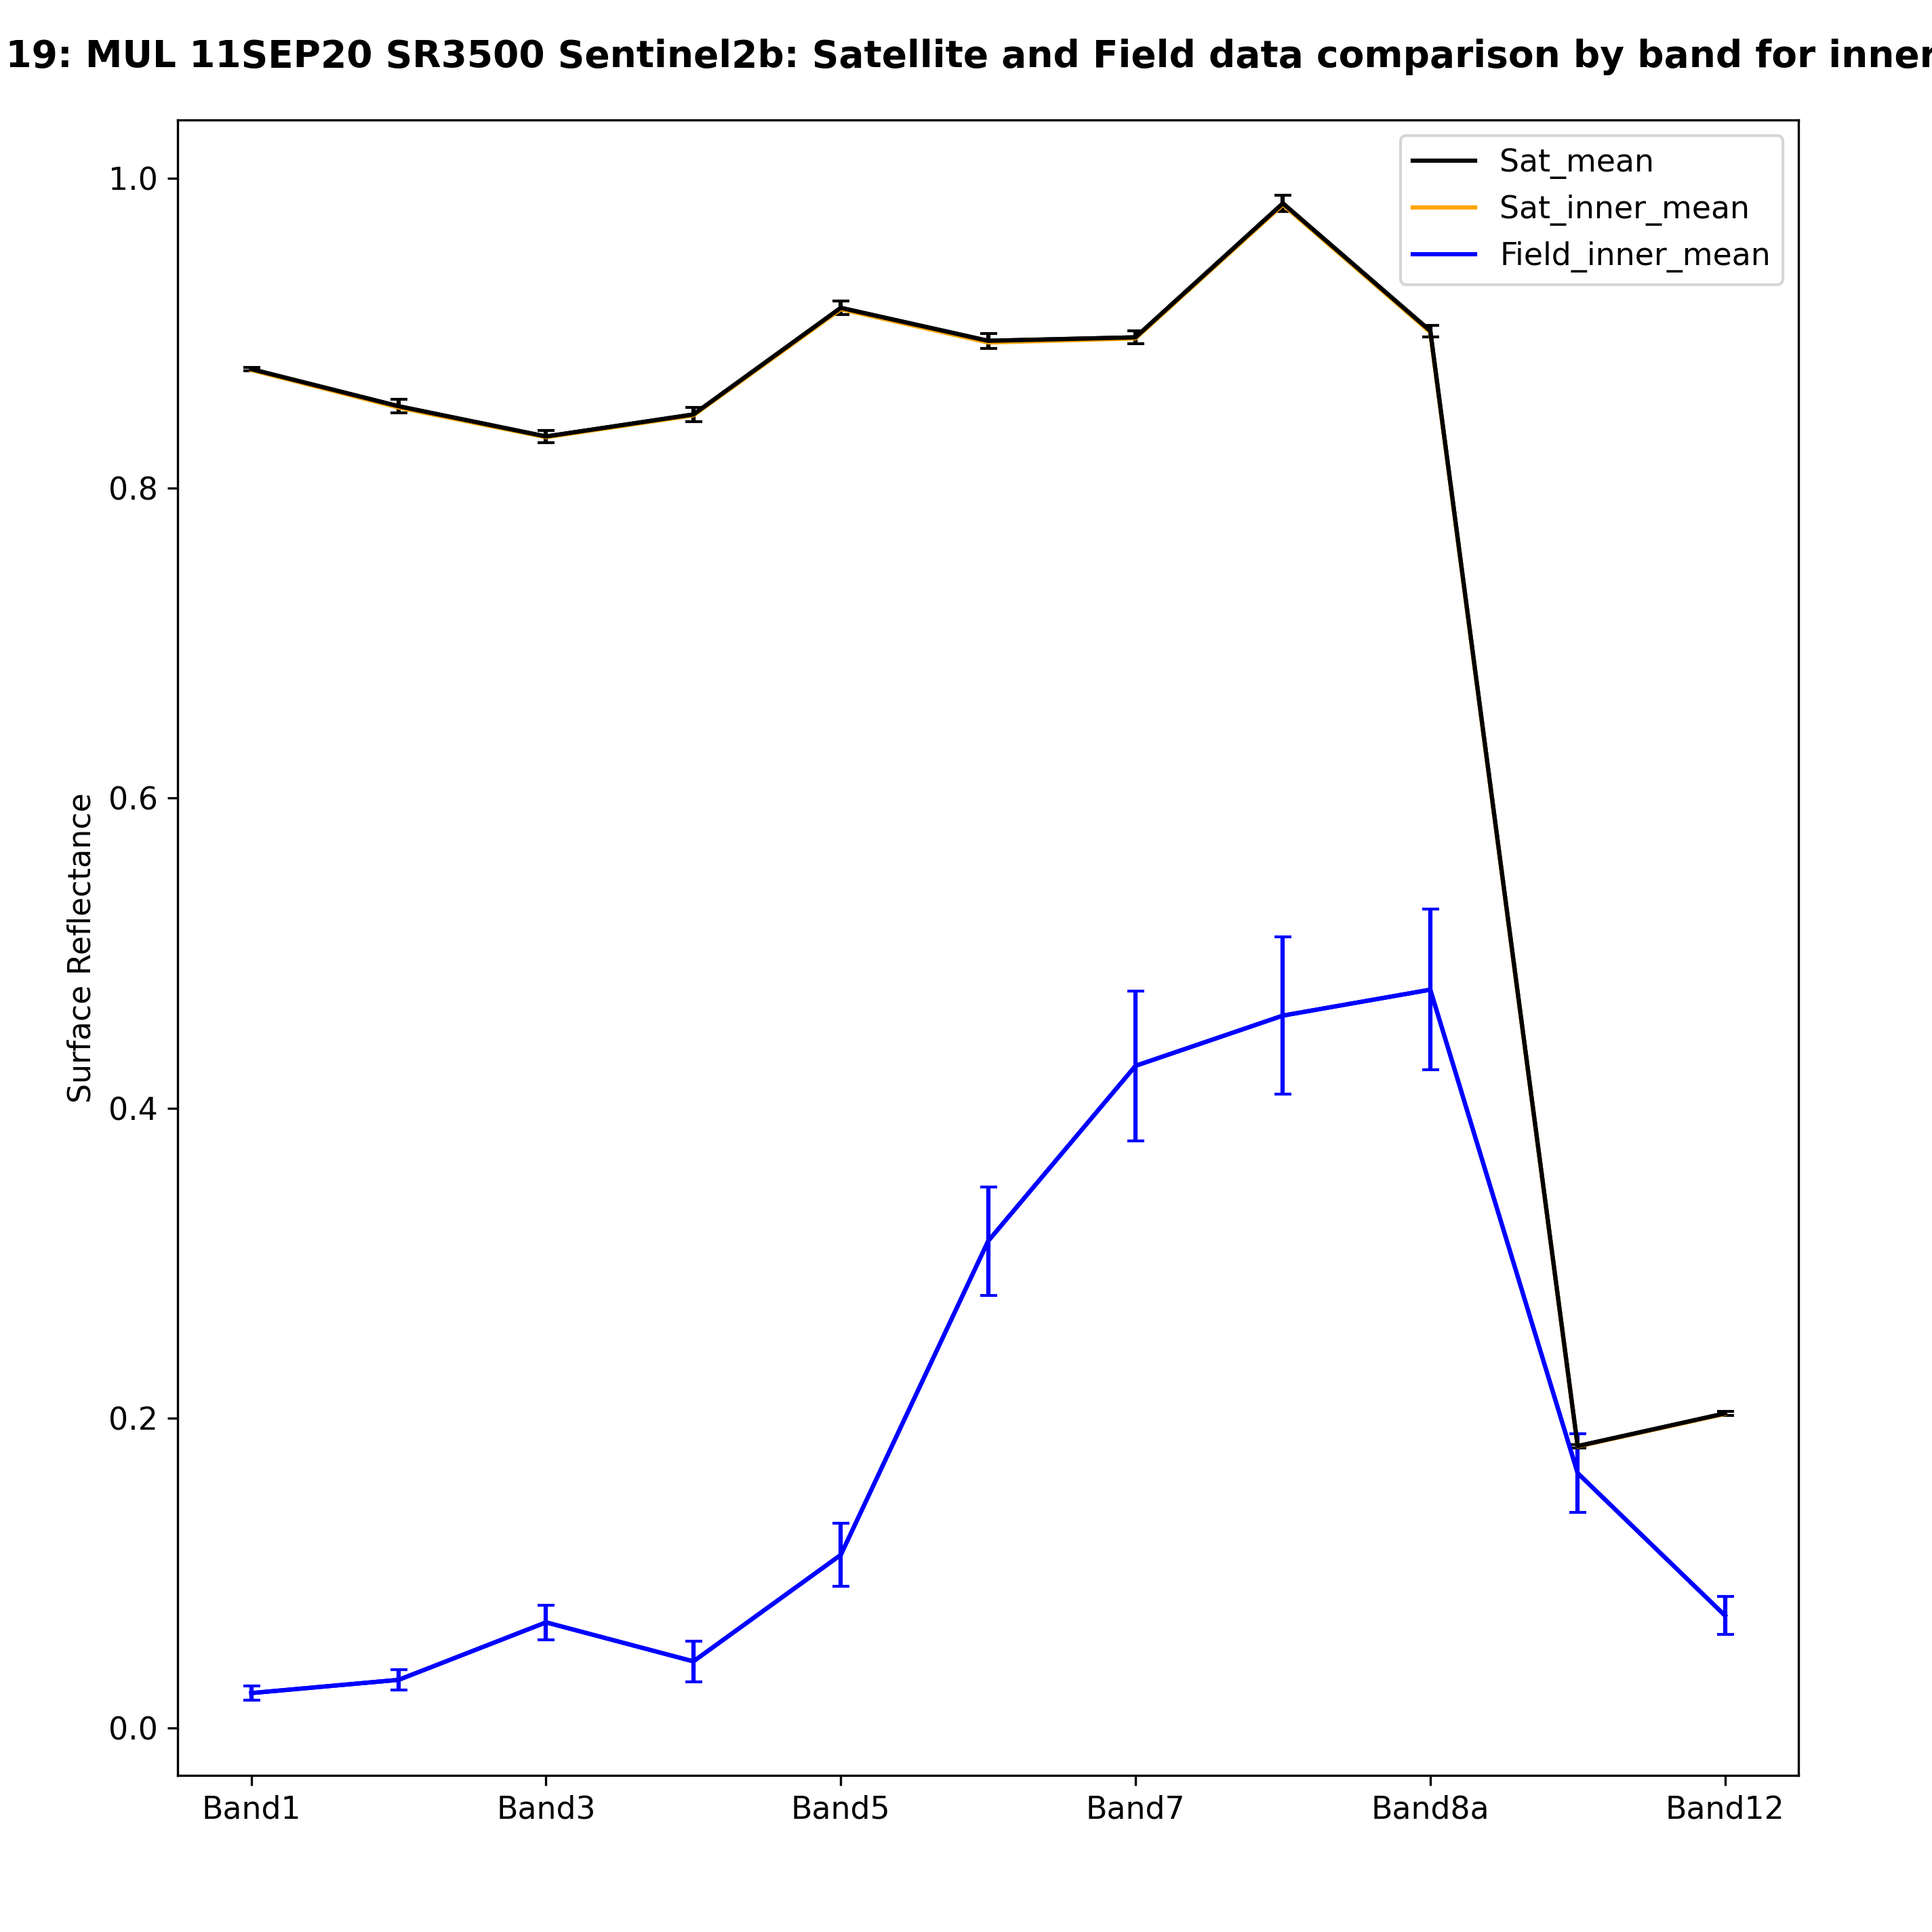 19: MUL 11SEP20 SR3500 Sentinel2b: Satellite and Field data comparison by band for inner
Sat_mean
Sat_inner_mean
Field_inner_mean
1.0
0.8
0.6
0.4
0.2
0.0
Surface Reflectance
Band1 Band3 Band5 Band7 Band8a Band12